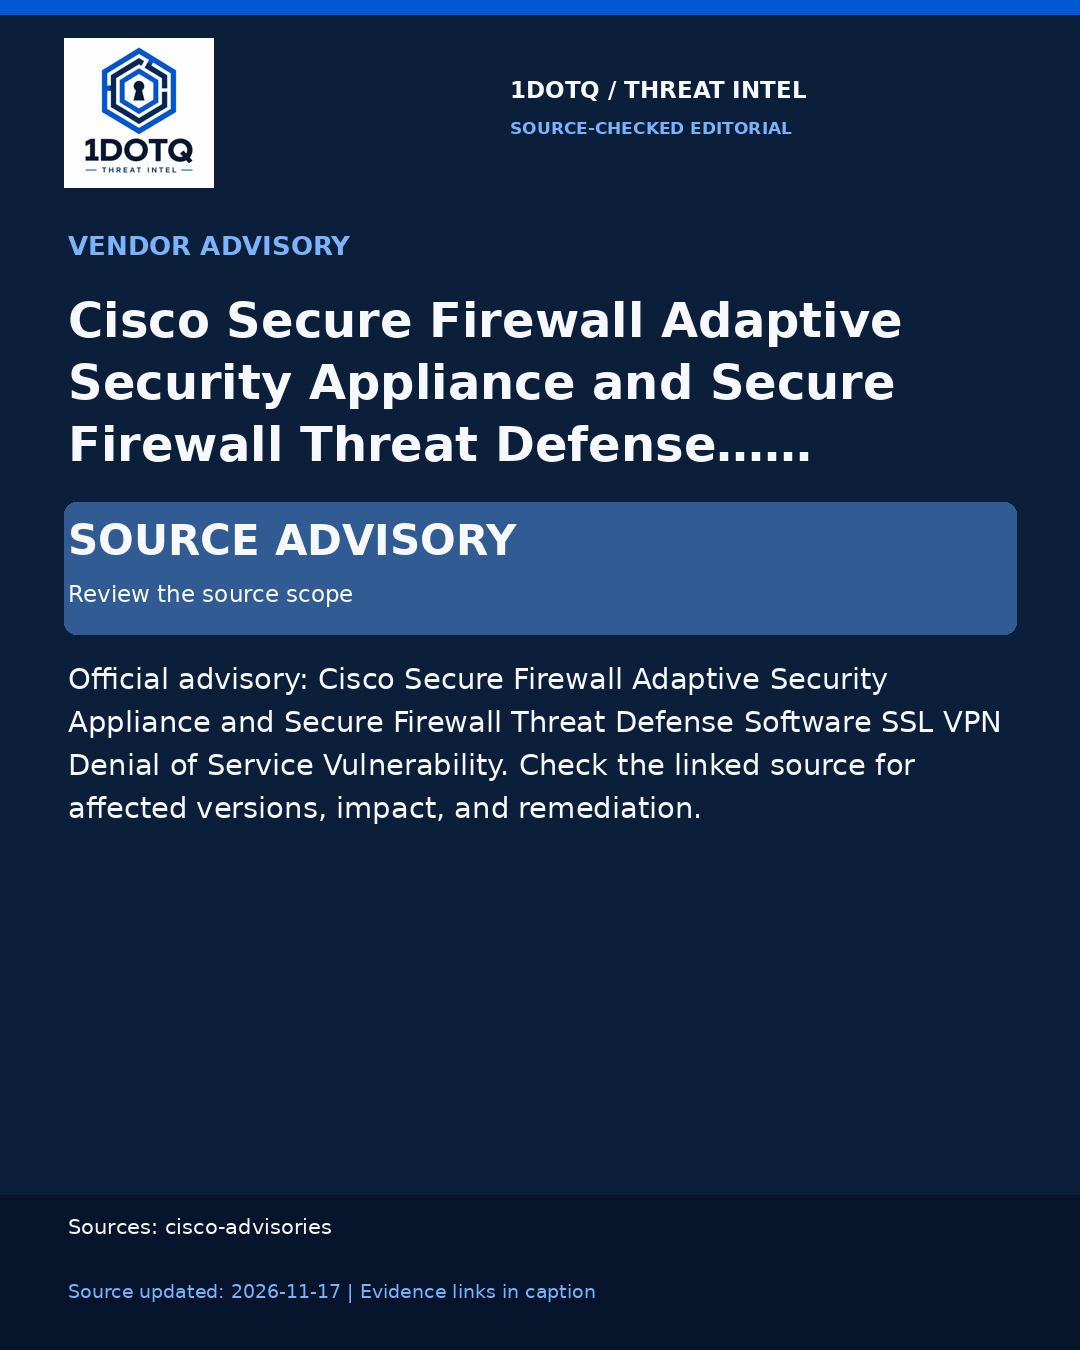 1DOTQ
THREAT INTEL
1DOTQ / THREAT INTEL
SOURCE-CHECKED EDITORIAL
VENDOR ADVISORY
Cisco Secure Firewall Adaptive
Security Appliance and Secure
Firewall Threat Defense……
SOURCE ADVISORY
Review the source scope
Official advisory: Cisco Secure Firewall Adaptive Security
Appliance and Secure Firewall Threat Defense Software SSL VPN
Denial of Service Vulnerability. Check the linked source for
affected versions, impact, and remediation.
Sources: cisco-advisories
Source updated: 2026-11-17 | Evidence links in caption